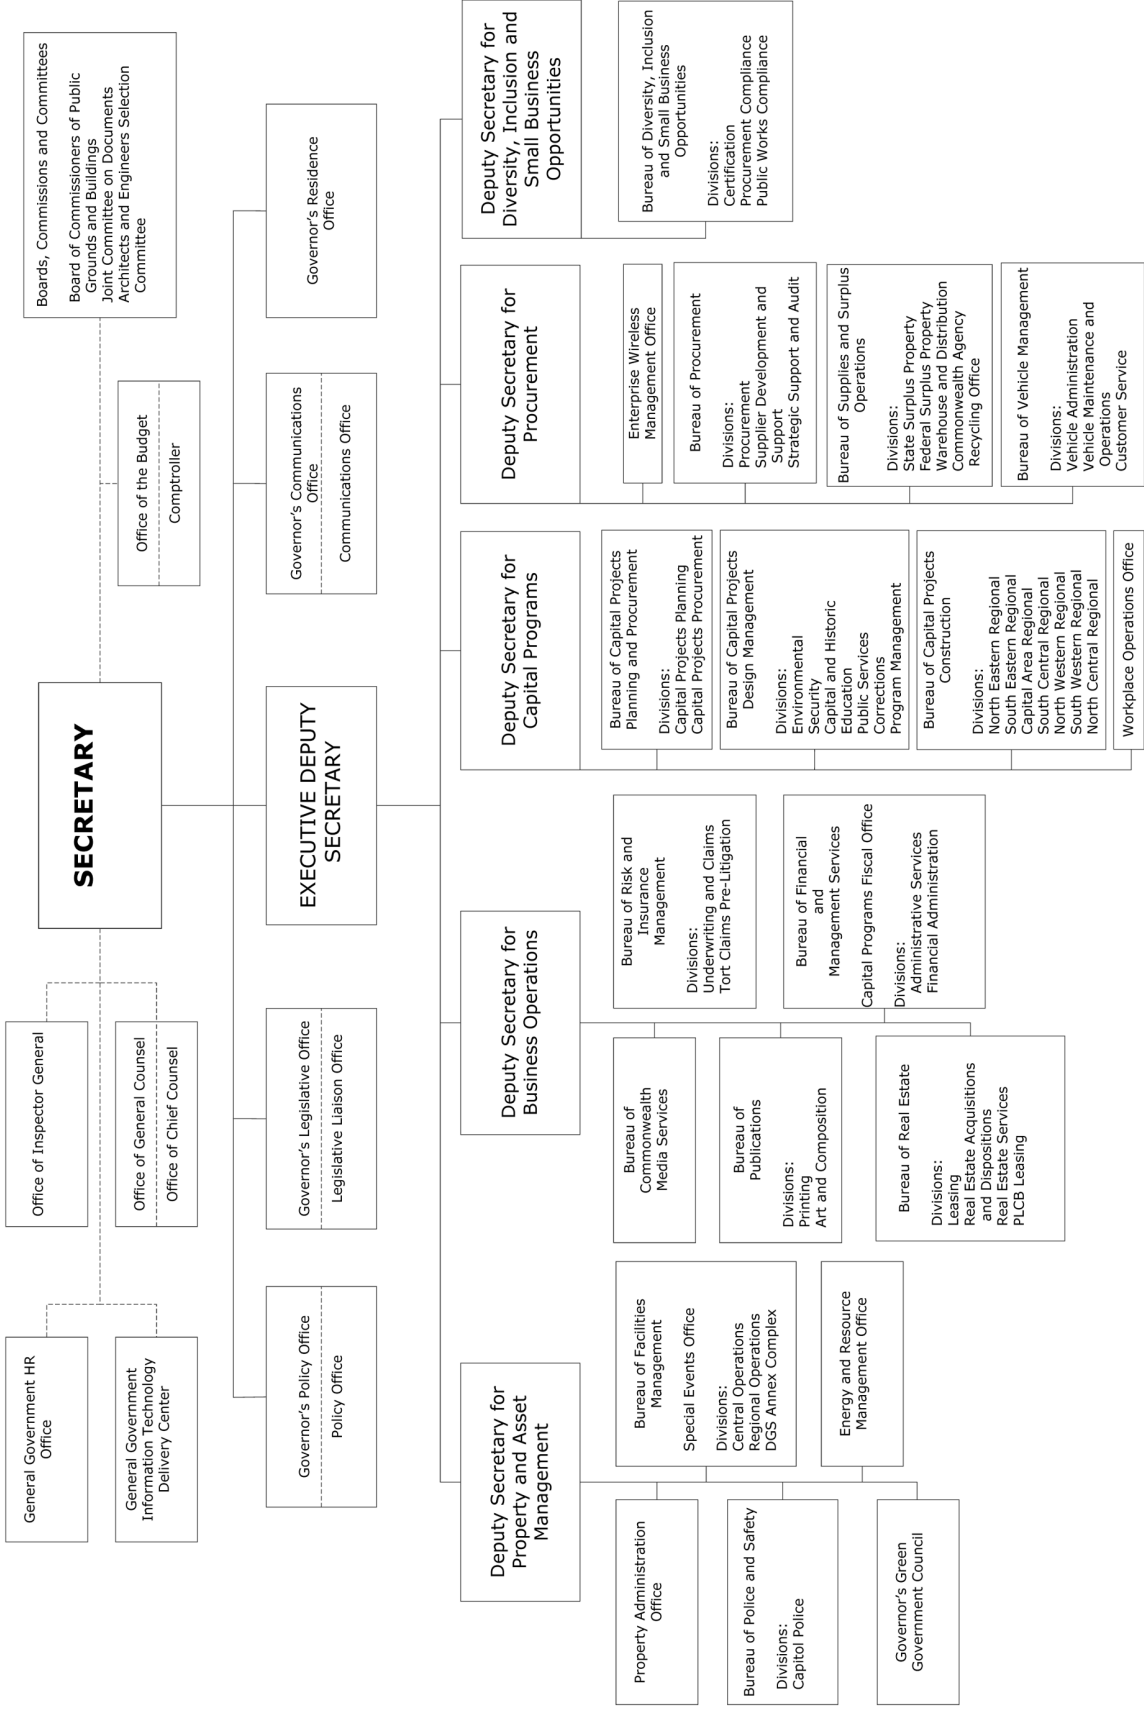 General Government HR
Office
General Government
Information Technology
Delivery Center
Office of Inspector General
Office of General Counsel
Office of Chief Counsel
SECRETARY
Office of the Budget
Comptroller
Boards, Commissions and Committees
Board of Commissioners of Public
Grounds and Buildings
Joint Committee on Documents
Architects and Engineers Selection
Committee
Governor's Policy Office
Policy Office
Governor's Legislative Office
Legislative Liaison Office
EXECUTIVE DEPUTY
SECRETARY
Governor's Communications
Office
Communications Office
Governor's Residence
Office
Deputy Secretary for
Property and Asset
Management
Property Administration
Office
Bureau of Police and Safety
Divisions:
Capitol Police
Governor's Green
Government Council
Bureau of Facilities
Management
Special Events Office
Divisions:
Central Operations
Regional Operations
DGS Annex Complex
Energy and Resource
Management Office
Deputy Secretary for
Business Operations
Bureau of
Commonwealth
Media Services
Bureau of
Publications
Divisions:
Printing
Art and Composition
Bureau of Real Estate
Divisions:
Leasing
Real Estate Acquisitions
and Dispositions
Real Estate Services
PLCB Leasing
Bureau of Risk and
Insurance
Management
Divisions:
Underwriting and Claims
Tort Claims Pre-Litigation
Bureau of Financial
and
Management Services
Capital Programs Fiscal Office
Divisions:
Administrative Services
Financial Administration
Deputy Secretary for
Capital Programs
Bureau of Capital Projects
Planning and Procurement
Divisions:
Capital Projects Planning
Capital Projects Procurement
Bureau of Capital Projects
Design Management
Divisions:
Environmental
Security
Capital and Historic
Education
Public Services
Corrections
Program Management
Bureau of Capital Projects
Construction
Divisions:
North Eastern Regional
South Eastern Regional
Capital Area Regional
South Central Regional
North Western Regional
South Western Regional
North Central Regional
Workplace Operations Office
Deputy Secretary for
Procurement
Enterprise Wireless
Management Office
Bureau of Procurement
Divisions:
Procurement
Supplier Development and
Support
Strategic Support and Audit
Bureau of Supplies and Surplus
Operations
Divisions:
State Surplus Property
Federal Surplus Property
Warehouse and Distribution
Commonwealth Agency
Recycling Office
Bureau of Vehicle Management
Divisions:
Vehicle Administration
Vehicle Maintenance and
Operations
Customer Service
Deputy Secretary for
Diversity, Inclusion and
Small Business
Opportunities
Bureau of Diversity, Inclusion
and Small Business
Opportunities
Divisions:
Certification
Procurement Compliance
Public Works Compliance